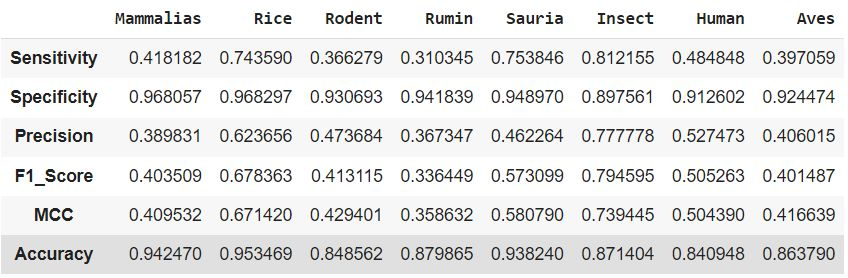 Mammalias Rice Rodent Rumin Sauria Insect Human Aves
Sensitivity 0.418182 0.743590 0.366279 0.310345 0.753846 0.812155 0.484848 0.397059
Specificity 0.968057 0.968297 0.930693 0.941839 0.948970 0.897561 0.912602 0.924474
Precision 0.389831 0.623656 0.473684 0.367347 0.462264 0.777778 0.527473 0.406015
F1_Score 0.403509 0.678363 0.413115 0.336449 0.573099 0.794595 0.505263 0.401487
MCC 0.409532 0.671420 0.429401 0.358632 0.580790 0.739445 0.504390 0.416639
Accuracy 0.942470 0.953469 0.848562 0.879865 0.938240 0.871404 0.840948 0.863790